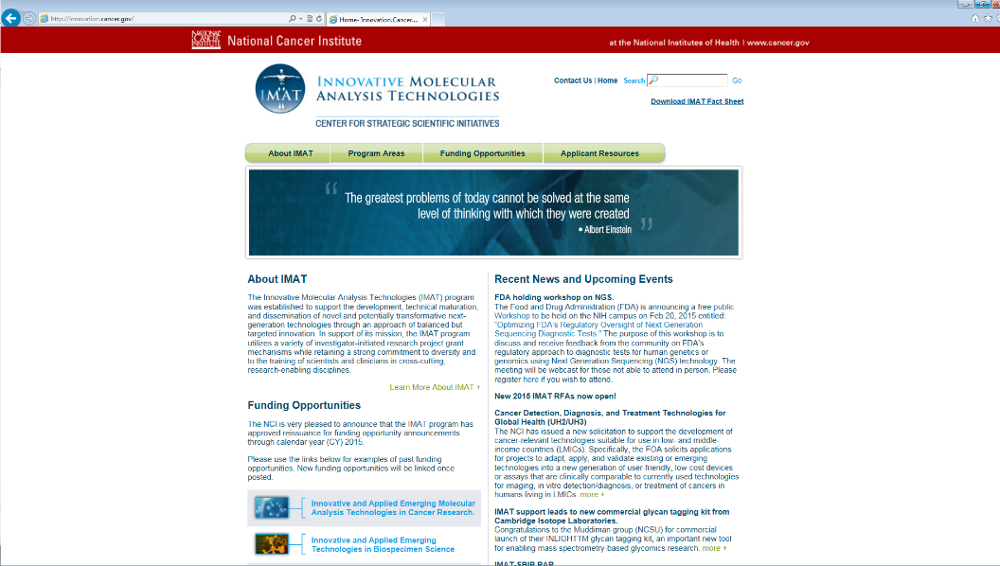 http://innovation.cancer.gov/
Home- Innovation.Cancer....
NATIONAL CANCER INSTITUTE
National Cancer Institute
at the National Institutes of Health | www.cancer.gov
IMAT
INNOVATIVE MOLECULAR
ANALYSIS TECHNOLOGIES
CENTER FOR STRATEGIC SCIENTIFIC INITIATIVES
Contact Us | Home Search Go
Download IMAT Fact Sheet
About IMAT Program Areas Funding Opportunities Applicant Resources
“ The greatest problems of today cannot be solved at the same
level of thinking with which they were created
• Albert Einstein ”
About IMAT
The Innovative Molecular Analysis Technologies (IMAT) program
was established to support the development, technical maturation,
and dissemination of novel and potentially transformative next-
generation technologies through an approach of balanced but
targeted innovation. In support of its mission, the IMAT program
utilizes a variety of investigator-initiated research project grant
mechanisms while retaining a strong commitment to diversity and
to the training of scientists and clinicians in cross-cutting,
research-enabling disciplines.
Learn More About IMAT +
Funding Opportunities
The NCI is very pleased to announce that the IMAT program has
approved reissuance for funding opportunity announcements
through calendar year (CY) 2015.
Please use the links below for examples of past funding
opportunities. New funding opportunities will be linked once
posted.
Innovative and Applied Emerging Molecular
Analysis Technologies in Cancer Research.
Innovative and Applied Emerging
Technologies in Biospecimen Science
Recent News and Upcoming Events
FDA holding workshop on NGS.
The Food and Drug Administration (FDA) is announcing a free public
Workshop to be held on the NIH campus on Feb 20, 2015 entitled:
"Optimizing FDA's Regulatory Oversight of Next Generation
Sequencing Diagnostic Tests." The purpose of this workshop is to
discuss and receive feedback from the community on FDA's
regulatory approach to diagnostic tests for human genetics or
genomics using Next Generation Sequencing (NGS) technology. The
meeting will be webcast for those not able to attend in person. Please
register here if you wish to attend.
New 2015 IMAT RFAs now open!
Cancer Detection, Diagnosis, and Treatment Technologies for
Global Health (UH2/UH3)
The NCI has issued a new solicitation to support the development of
cancer-relevant technologies suitable for use in low- and middle-
income countries (LMICs). Specifically, the FOA solicits applications
for projects to adapt, apply, and validate existing or emerging
technologies into a new generation of user-friendly, low-cost devices
or assays that are clinically comparable to currently used technologies
for imaging, in vitro detection/diagnosis, or treatment of cancers in
humans living in LMICs. more +
IMAT support leads to new commercial glycan tagging kit from
Cambridge Isotope Laboratories.
Congratulations to the Muddiman group (NCSU) for commercial
launch of their INLIGHTTM glycan tagging kit, an important new tool
for enabling mass spectrometry-based glycomics research. more +
IMAT-SBIR PAR